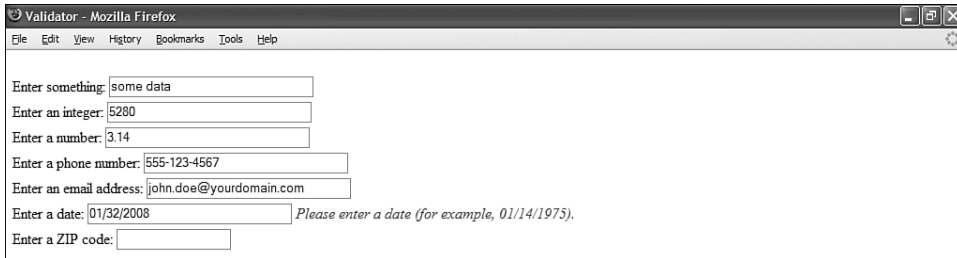 Validator - Mozilla Firefox
File Edit View History Bookmarks Tools Help
Enter something: some data
Enter an integer: 5280
Enter a number: 3.14
Enter a phone number: 555-123-4567
Enter an email address: john.doe@yourdomain.com
Enter a date: 01/32/2008 Please enter a date (for example, 01/14/1975).
Enter a ZIP code: